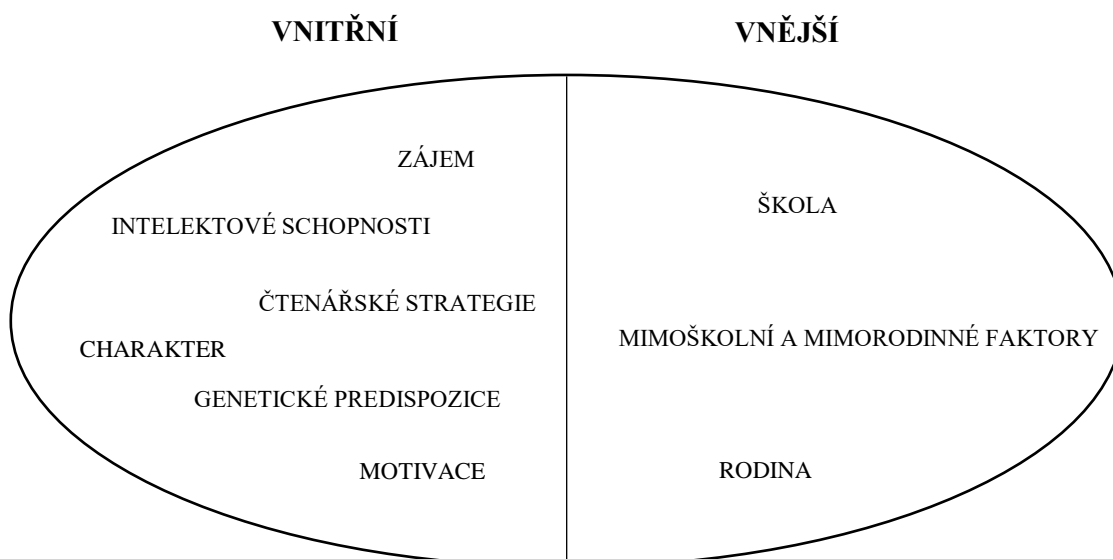 VNITŘNÍ
VNĚJŠÍ
ZÁJEM
INTELEKTOVÉ SCHOPNOSTI
ČTENÁŘSKÉ STRATEGIE
CHARAKTER
GENETICKÉ PREDISPOZICE
MOTIVACE
ŠKOLA
MIMOŠKOLNÍ A MIMORODINNÉ FAKTORY
RODINA